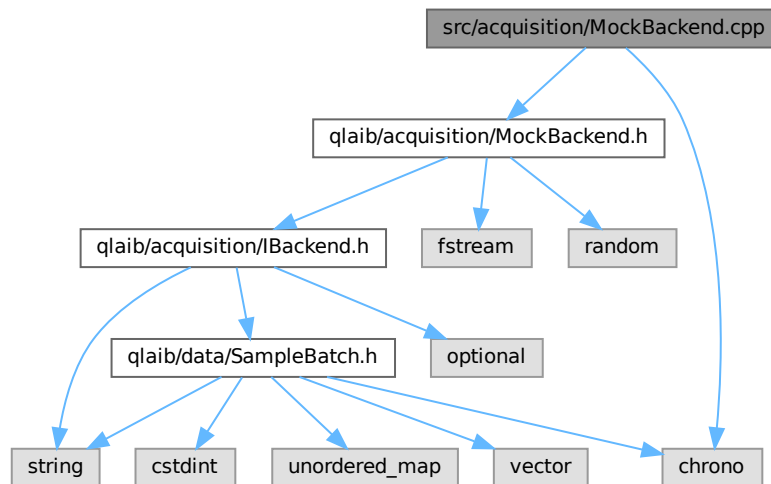 src/acquisition/MockBackend.cpp
qlaib/acquisition/MockBackend.h
qlaib/acquisition/IBackend.h
fstream
random
qlaib/data/SampleBatch.h
optional
string
cstdint
unordered_map
vector
chrono